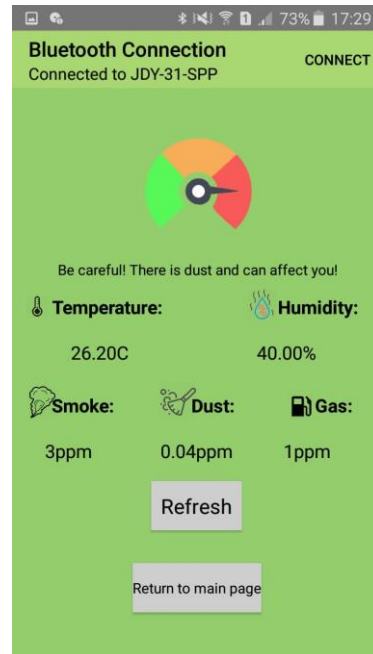 73% 17:29
Bluetooth Connection
Connected to JDY-31-SPP
CONNECT
Be careful! There is dust and can affect you!
Temperature: Humidity:
26.20C 40.00%
Smoke: Dust: Gas:
3ppm 0.04ppm 1ppm
Refresh
Return to main page